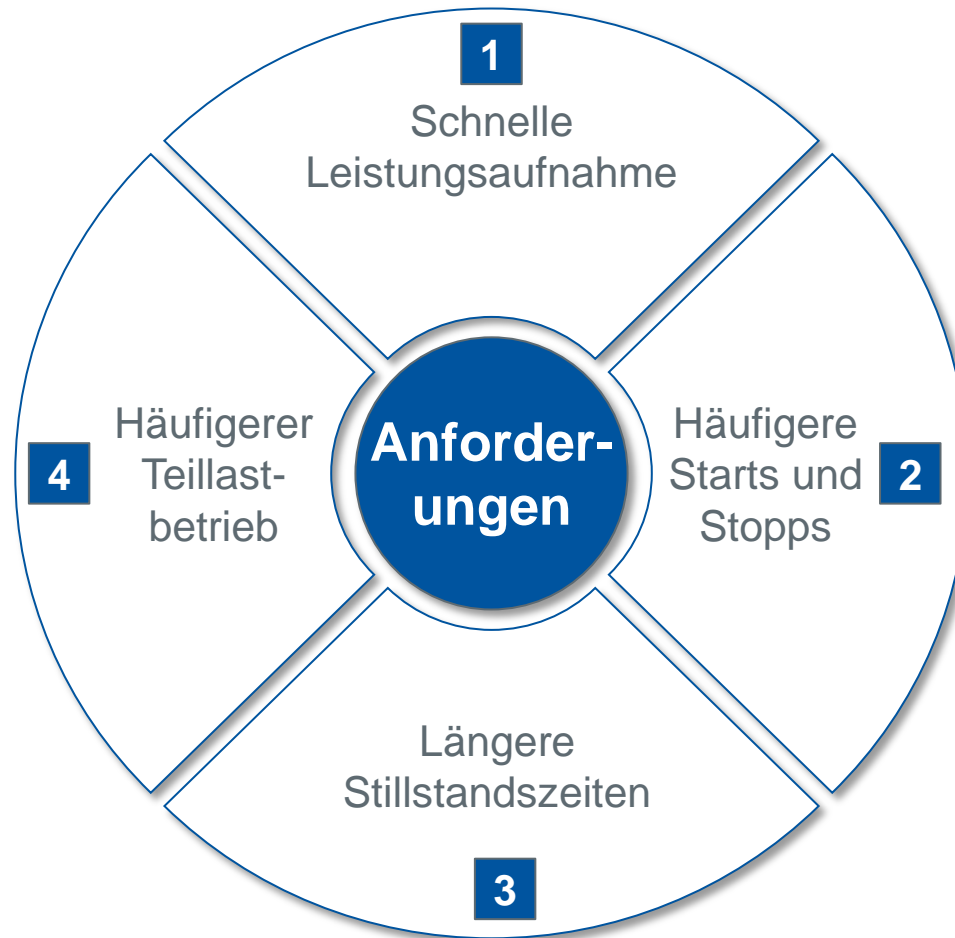 1
Schnelle
Leistungsaufnahme
Häufigere
Starts und
Stopps
2
Längere
Stillstandszeiten
3
Häufigerer
Teillast-
betrieb
4
Anforder-
ungen